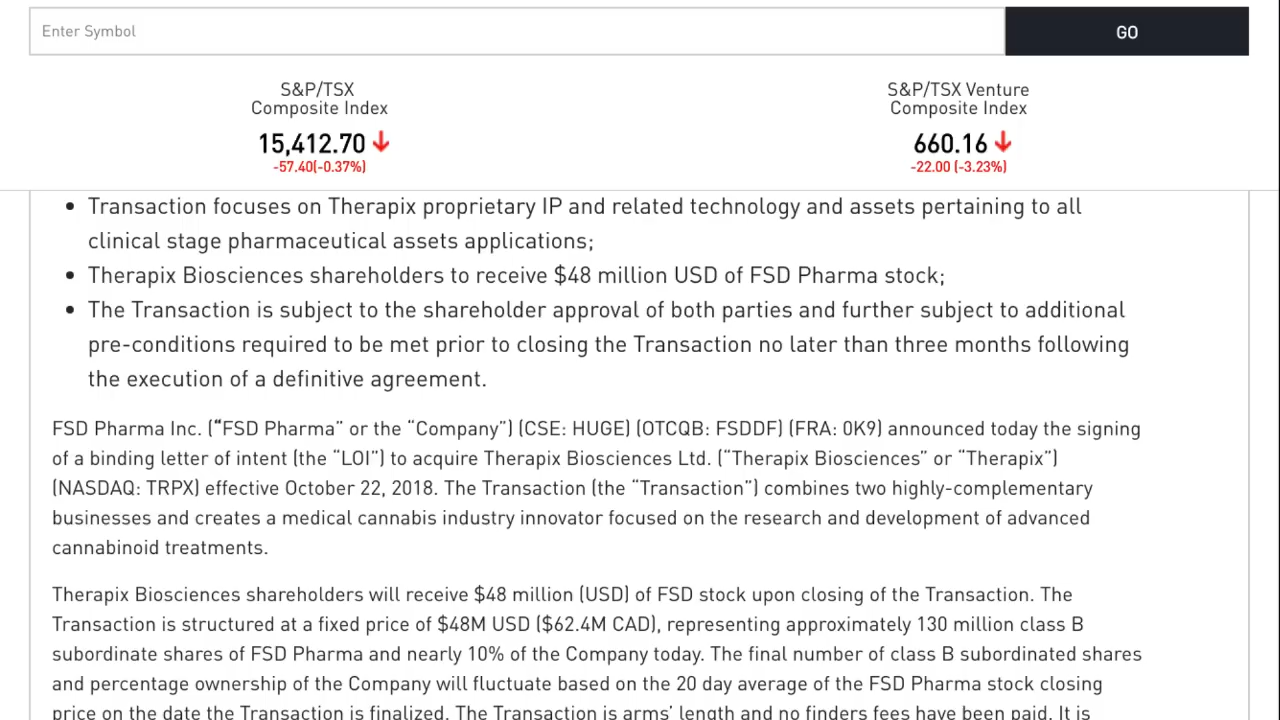 Enter Symbol
GO
S&P/TSX
Composite Index
15,412.70
-57.40(-0.37%)
S&P/TSX Venture
Composite Index
660.16
-22.00 (-3.23%)
• Transaction focuses on Therapix proprietary IP and related technology and assets pertaining to all
clinical stage pharmaceutical assets applications;
• Therapix Biosciences shareholders to receive $48 million USD of FSD Pharma stock;
• The Transaction is subject to the shareholder approval of both parties and further subject to additional
pre-conditions required to be met prior to closing the Transaction no later than three months following
the execution of a definitive agreement.
FSD Pharma Inc. (“FSD Pharma” or the “Company”) (CSE: HUGE) (OTCQB: FSDDF) (FRA: 0K9) announced today the signing
of a binding letter of intent (the “LOI”) to acquire Therapix Biosciences Ltd. (“Therapix Biosciences” or “Therapix”)
(NASDAQ: TRPX) effective October 22, 2018. The Transaction (the “Transaction”) combines two highly-complementary
businesses and creates a medical cannabis industry innovator focused on the research and development of advanced
cannabinoid treatments.
Therapix Biosciences shareholders will receive $48 million (USD) of FSD stock upon closing of the Transaction. The
Transaction is structured at a fixed price of $48M USD ($62.4M CAD), representing approximately 130 million class B
subordinate shares of FSD Pharma and nearly 10% of the Company today. The final number of class B subordinated shares
and percentage ownership of the Company will fluctuate based on the 20 day average of the FSD Pharma stock closing
price on the date the Transaction is finalized. The Transaction is arms’ length and no finders fees have been paid. It is